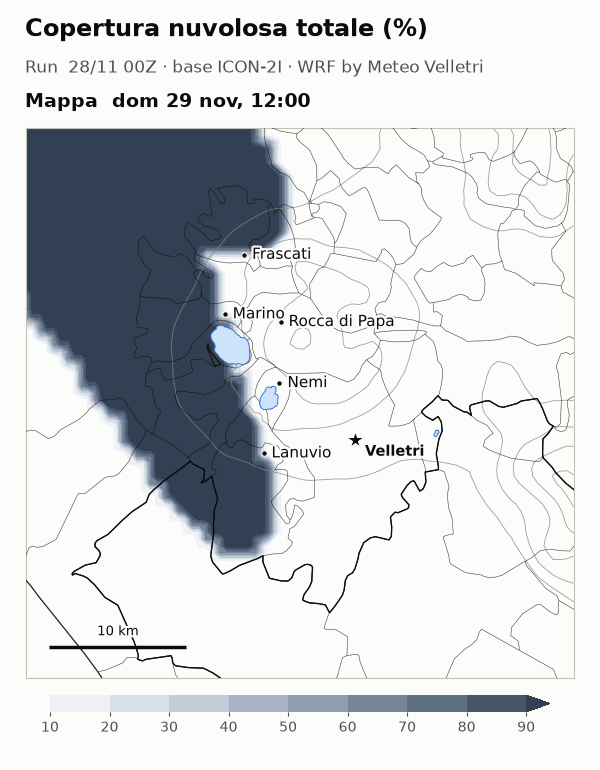 Copertura nuvolosa totale (%)
Run  28/11 00Z · base ICON-2I · WRF by Meteo Velletri
Mappa  dom 29 nov, 12:00
Frascati
Marino
Rocca di Papa
Nemi
Velletri
Lanuvio
10 km
10 20 30 40 50 60 70 80 90